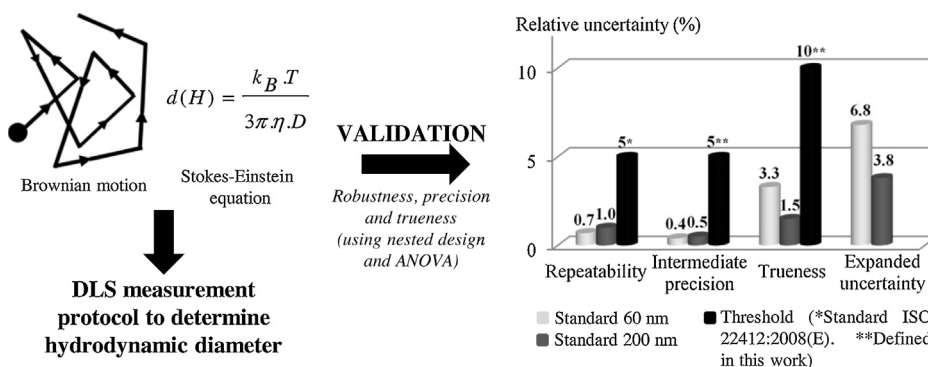 Brownian motion
d(H) = k_B .T / 3π.η.D
Stokes-Einstein
equation
DLS measurement
protocol to determine
hydrodynamic diameter
VALIDATION
Robustness, precision
and trueness
(using nested design
and ANOVA)
Relative uncertainty (%)
10
5
0
0.7 1.0 5*
0.4 0.5 5**
3.3 1.5 10**
6.8 3.8
Repeatability Intermediate Trueness Expanded
precision uncertainty
Standard 60 nm
Standard 200 nm
Threshold (*Standard ISO
22412:2008(E). **Defined
in this work)